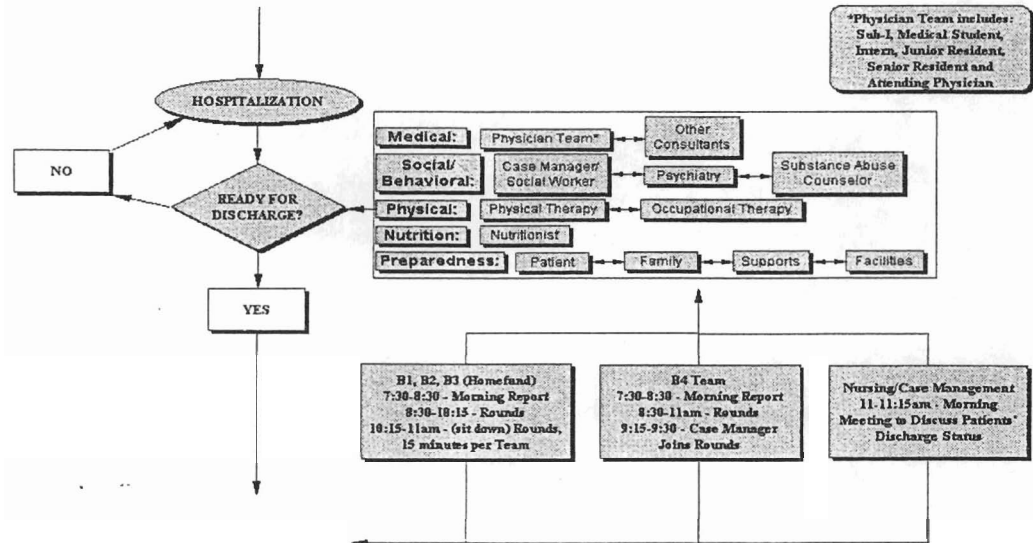 *Physician Team includes:
Sub-I, Medical Student,
Intern, Junior Resident,
Senior Resident and
Attending Physician
HOSPITALIZATION
NO
READY FOR
DISCHARGE?
YES
Medical:
Physician Team*
Other
Consultants
Social/
Behavioral:
Case Manager/
Social Worker
Psychiatry
Substance Abuse
Counselor
Physical:
Physical Therapy
Occupational Therapy
Nutrition:
Nutritionist
Preparedness:
Patient
Family
Supports
Facilities
B1, B2, B3 (Homefund)
7:30-8:30 - Morning Report
8:30-10:15 - Rounds
10:15-11am - (sit down) Rounds,
15 minutes per Team
B4 Team
7:30-8:30 - Morning Report
8:30-11am - Rounds
9:15-9:30 - Case Manager
Joins Rounds
Nursing/Case Management
11-11:15am - Morning
Meeting to Discuss Patients'
Discharge Status